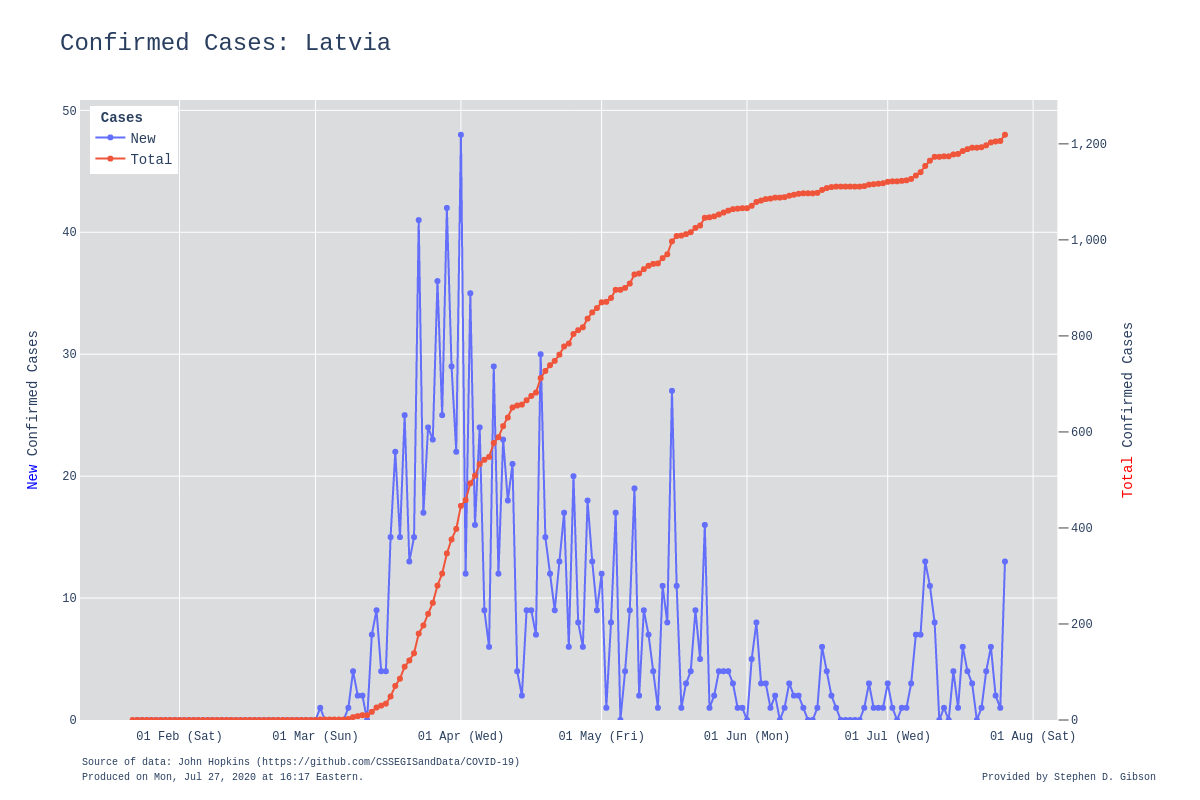 Confirmed Cases: Latvia
Cases
New
Total
50
40
30
20
10
0
1,200
1,000
800
600
400
200
0
New Confirmed Cases
Total Confirmed Cases
01 Feb (Sat)
01 Mar (Sun)
01 Apr (Wed)
01 May (Fri)
01 Jun (Mon)
01 Jul (Wed)
01 Aug (Sat)
Source of data: John Hopkins (https://github.com/CSSEGISandData/COVID-19)
Produced on Mon, Jul 27, 2020 at 16:17 Eastern.
Provided by Stephen D. Gibson